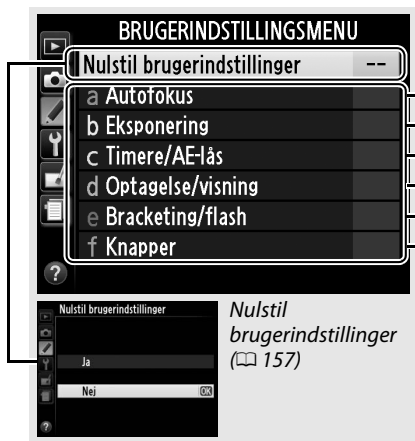 BRUGERINDSTILLINGSMENU
Nulstil brugerindstillinger --
a Autofokus
b Eksponering
c Timere/AE-lås
d Optagelse/visning
e Bracketing/flash
f Knapper
?
Nulstil brugerindstillinger
Ja
Nej OK
?
Nulstil
brugerindstillinger
(🕮 157)